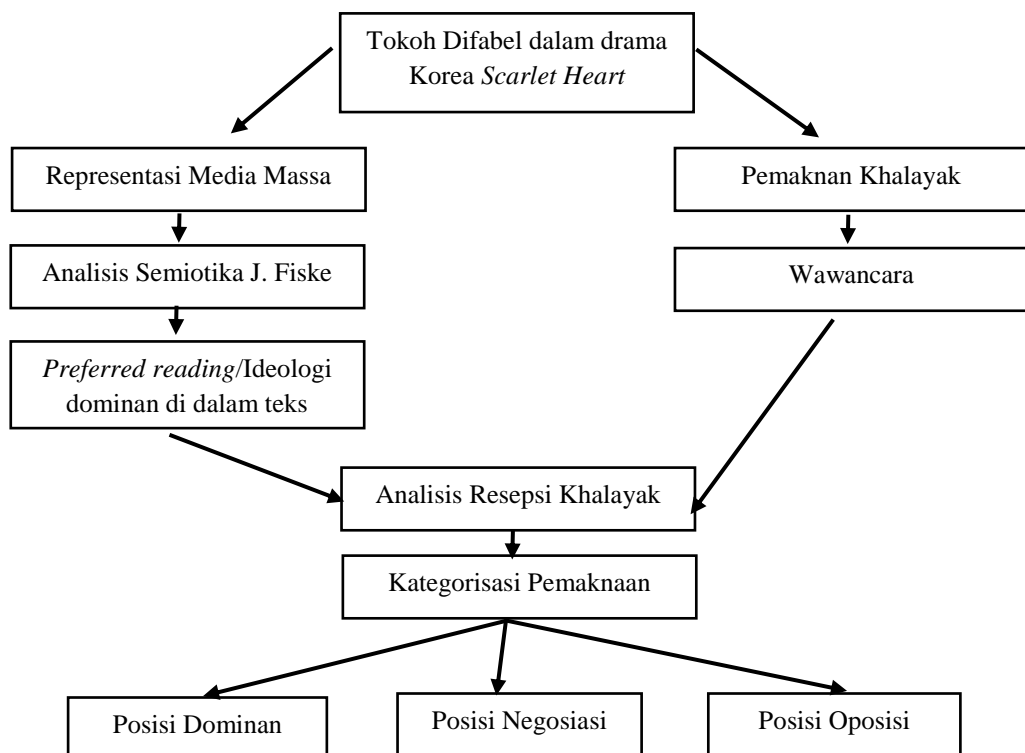 Tokoh Difabel dalam drama
Korea Scarlet Heart
Representasi Media Massa
Pemaknan Khalayak
Analisis Semiotika J. Fiske
Wawancara
Preferred reading/Ideologi
dominan di dalam teks
Analisis Resepsi Khalayak
Kategorisasi Pemaknaan
Posisi Dominan
Posisi Negosiasi
Posisi Oposisi